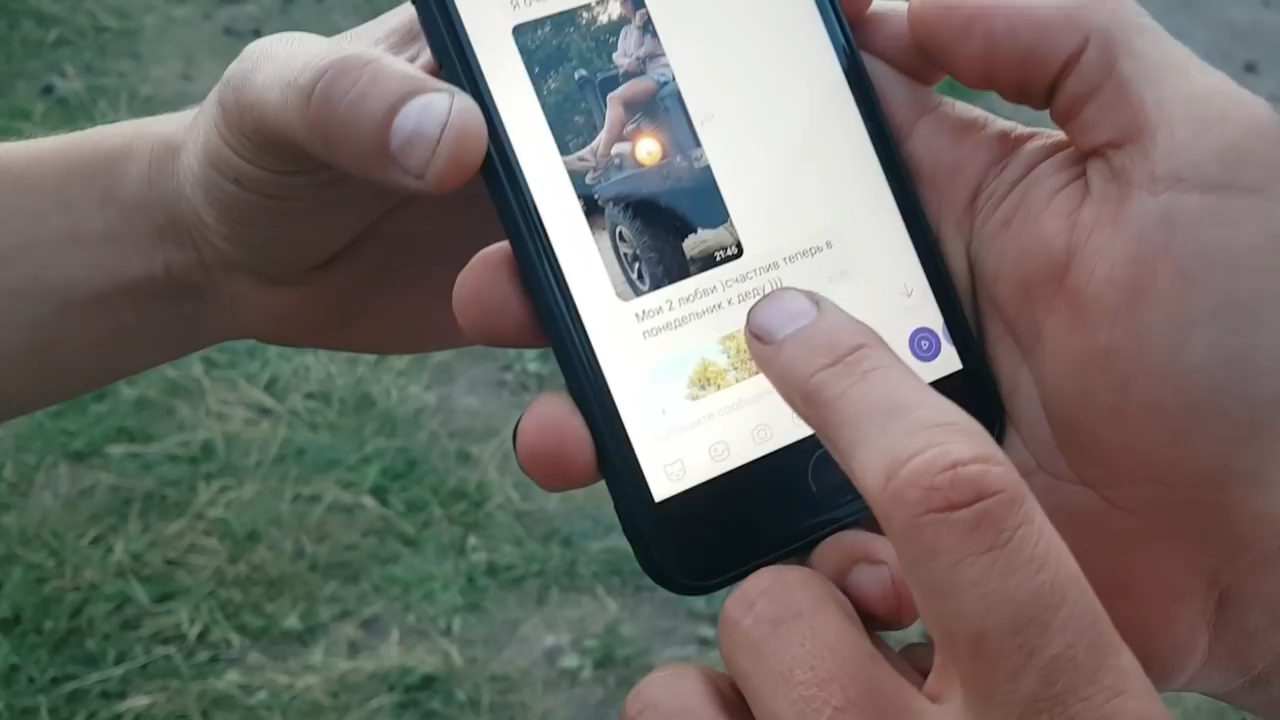 21:45
Мои 2 любви )счастлив теперь в
понедельник к деду )))